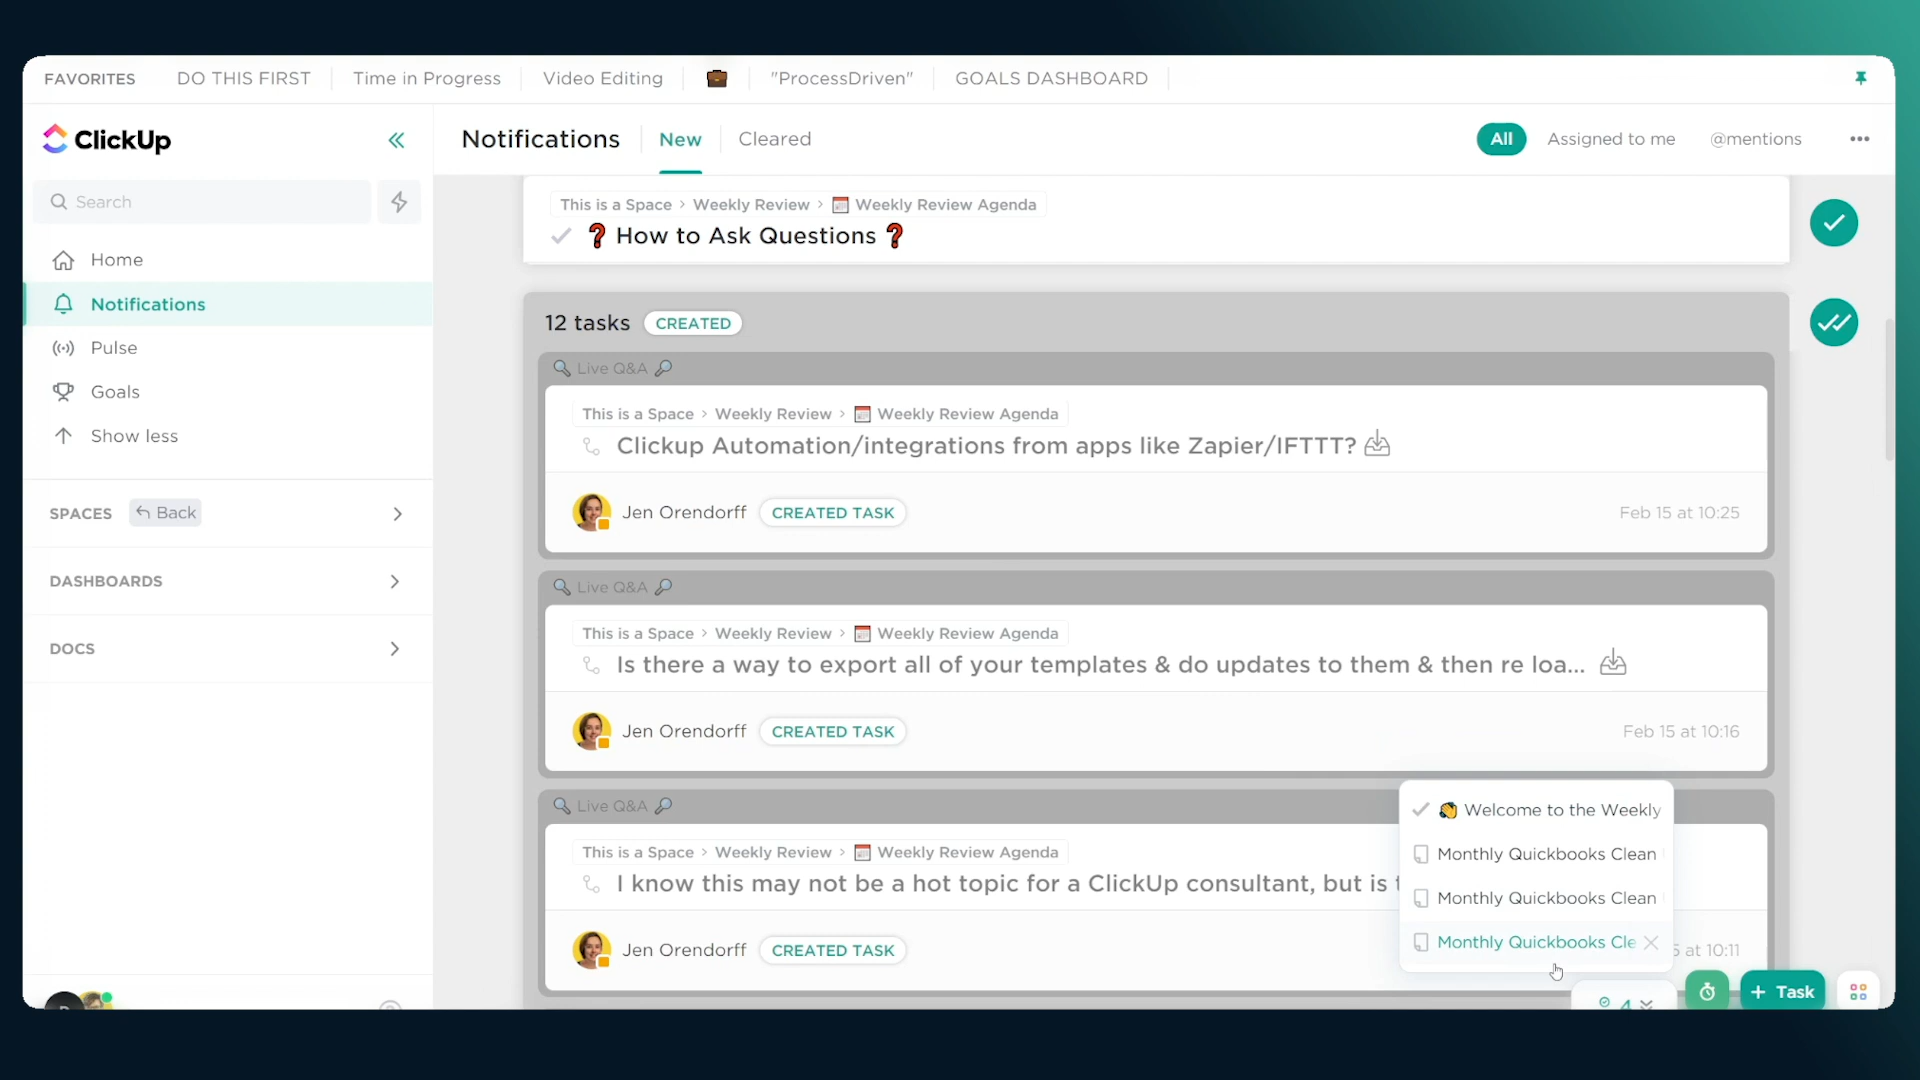 FAVORITES DO THIS FIRST Time in Progress Video Editing "ProcessDriven" GOALS DASHBOARD
ClickUp
Search
Home
Notifications
Pulse
Goals
Show less
SPACES Back
DASHBOARDS
DOCS
Notifications New Cleared All Assigned to me @mentions
This is a Space > Weekly Review > Weekly Review Agenda
❓ How to Ask Questions ❓
12 tasks CREATED
Live Q&A
This is a Space > Weekly Review > Weekly Review Agenda
Clickup Automation/integrations from apps like Zapier/IFTTT?
Jen Orendorff CREATED TASK Feb 15 at 10:25
Live Q&A
This is a Space > Weekly Review > Weekly Review Agenda
Is there a way to export all of your templates & do updates to them & then re loa...
Jen Orendorff CREATED TASK Feb 15 at 10:16
Live Q&A
This is a Space > Weekly Review > Weekly Review Agenda
I know this may not be a hot topic for a ClickUp consultant, but is
Jen Orendorff CREATED TASK 5 at 10:11
Welcome to the Weekly
Monthly Quickbooks Clean
Monthly Quickbooks Clean
Monthly Quickbooks Cle
4
+ Task